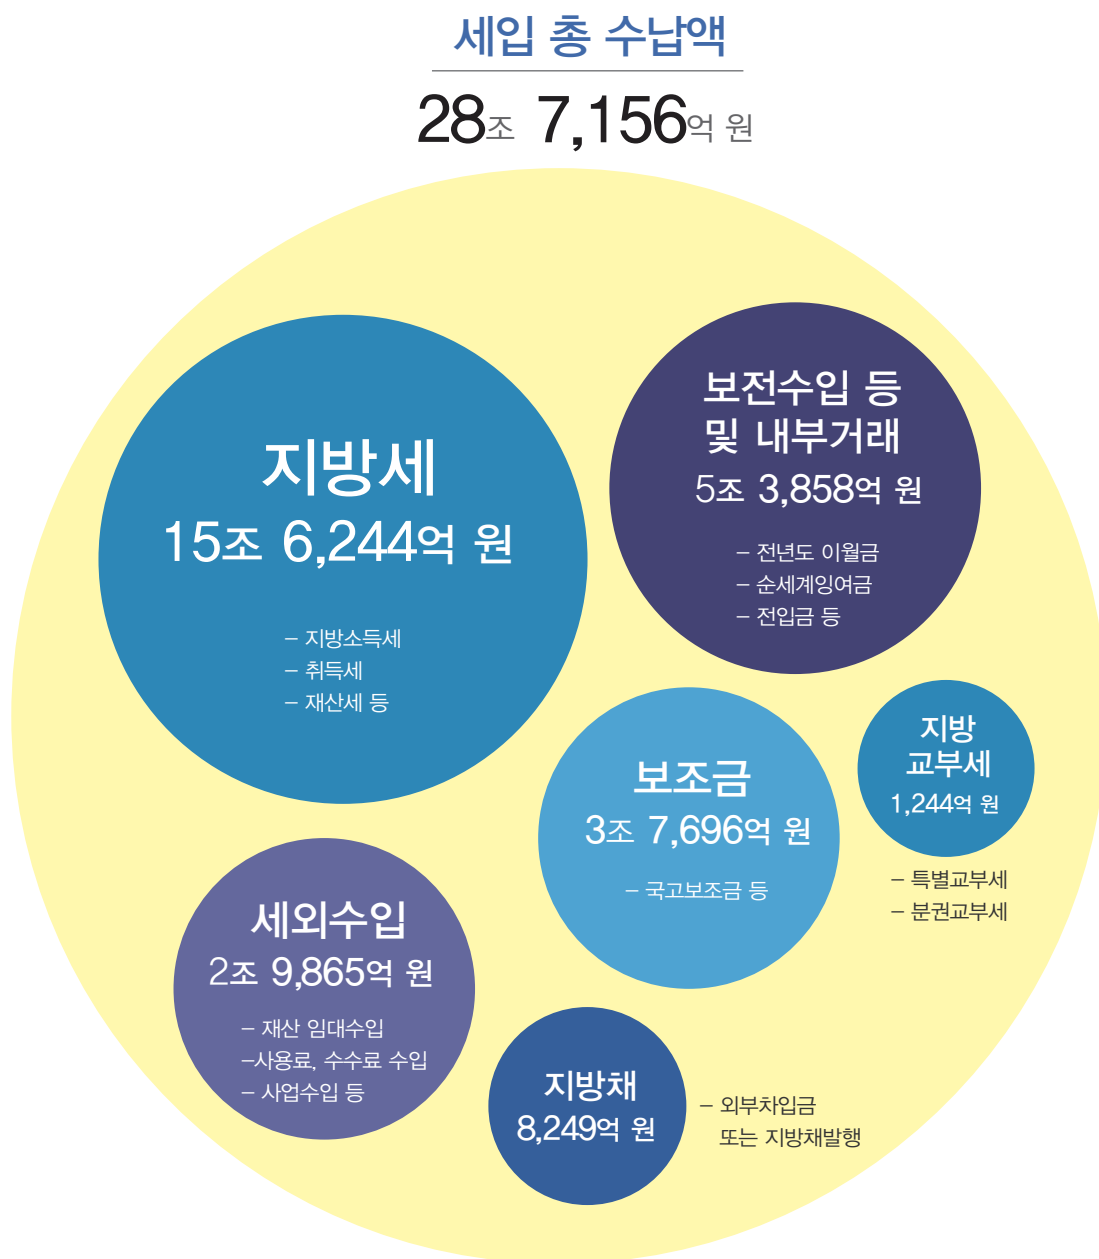 세입 총 수납액
28조 7,156억 원
지방세
15조 6,244억 원
– 지방소득세
– 취득세
– 재산세 등
보전수입 등
및 내부거래
5조 3,858억 원
– 전년도 이월금
– 순세계잉여금
– 전입금 등
보조금
3조 7,696억 원
– 국고보조금 등
지방
교부세
1,244억 원
– 특별교부세
– 분권교부세
세외수입
2조 9,865억 원
– 재산 임대수입
–사용료, 수수료 수입
– 사업수입 등
지방채
8,249억 원
– 외부차입금
또는 지방채발행